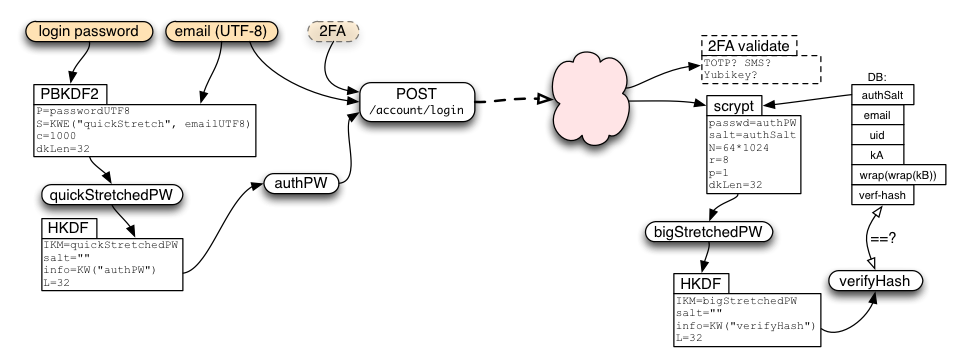 login password
email (UTF-8)
2FA
PBKDF2
P=passwordUTF8
S=KWE("quickStretch", emailUTF8)
c=1000
dkLen=32
quickStretchedPW
HKDF
IKM=quickStretchedPW
salt=""
info=KW("authPW")
L=32
authPW
POST
/account/login
2FA validate
TOTP? SMS?
Yubikey?
scrypt
passwd=authPW
salt=authSalt
N=64*1024
r=8
p=1
dkLen=32
bigStretchedPW
HKDF
IKM=bigStretchedPW
salt=""
info=KW("verifyHash")
L=32
DB:
authSalt
email
uid
kA
wrap(wrap(kB))
verf-hash
==?
verifyHash